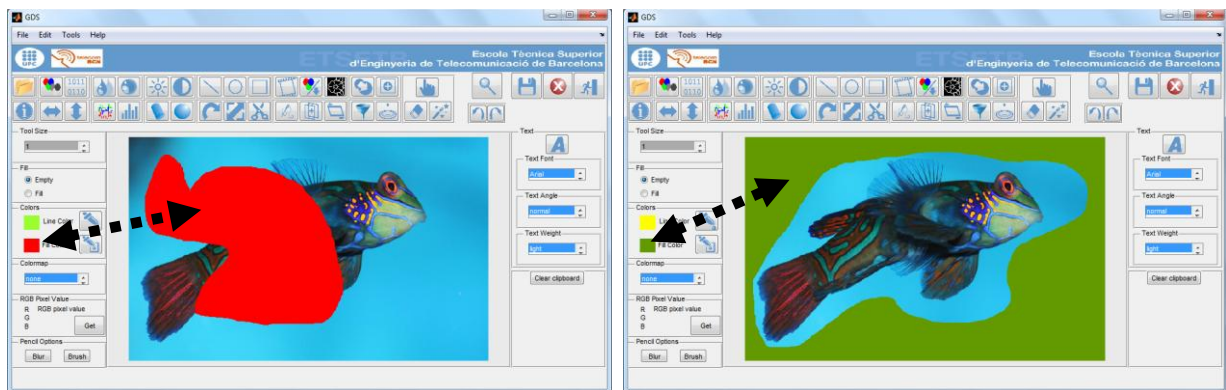 GDS
File Edit Tools Help
UPC
ETSETB
Escola Tècnica Superior
d'Enginyeria de Telecomunicació de Barcelona
Tool Size
1
Fill
Empty
Fill
Colors
Line Color
Fill
Colormap
none
RGB Pixel Value
R RGB pixel value
G
B
Get
Pencil Options
Blur Brush
Text
A
Text Font
Arial
Text Angle
normal
Text Weight
light
Clear clipboard
GDS
File Edit Tools Help
UPC
ETSETB
Escola Tècnica Superior
d'Enginyeria de Telecomunicació de Barcelona
Tool Size
1
Fill
Empty
Fill
Colors
Line Color
Fill Color
Colormap
none
RGB Pixel Value
R RGB pixel value
G
B
Get
Pencil Options
Blur Brush
Text
A
Text Font
Arial
Text Angle
normal
Text Weight
light
Clear clipboard